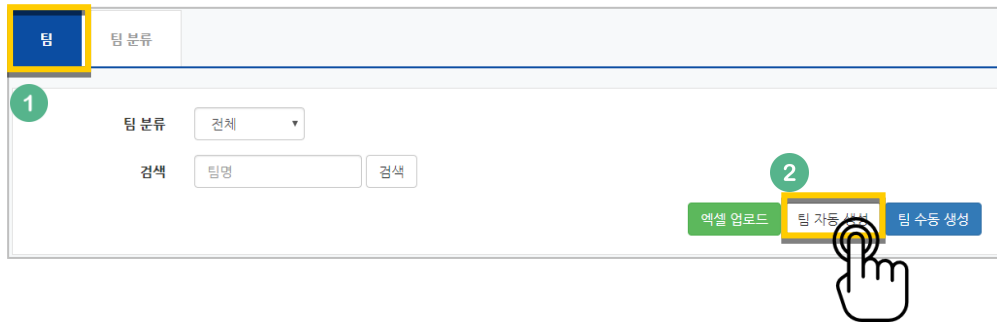 팀 팀 분류
1
팀 분류 전체
검색 팀명 검색
2
엑셀 업로드 팀 자동 생성 팀 수동 생성